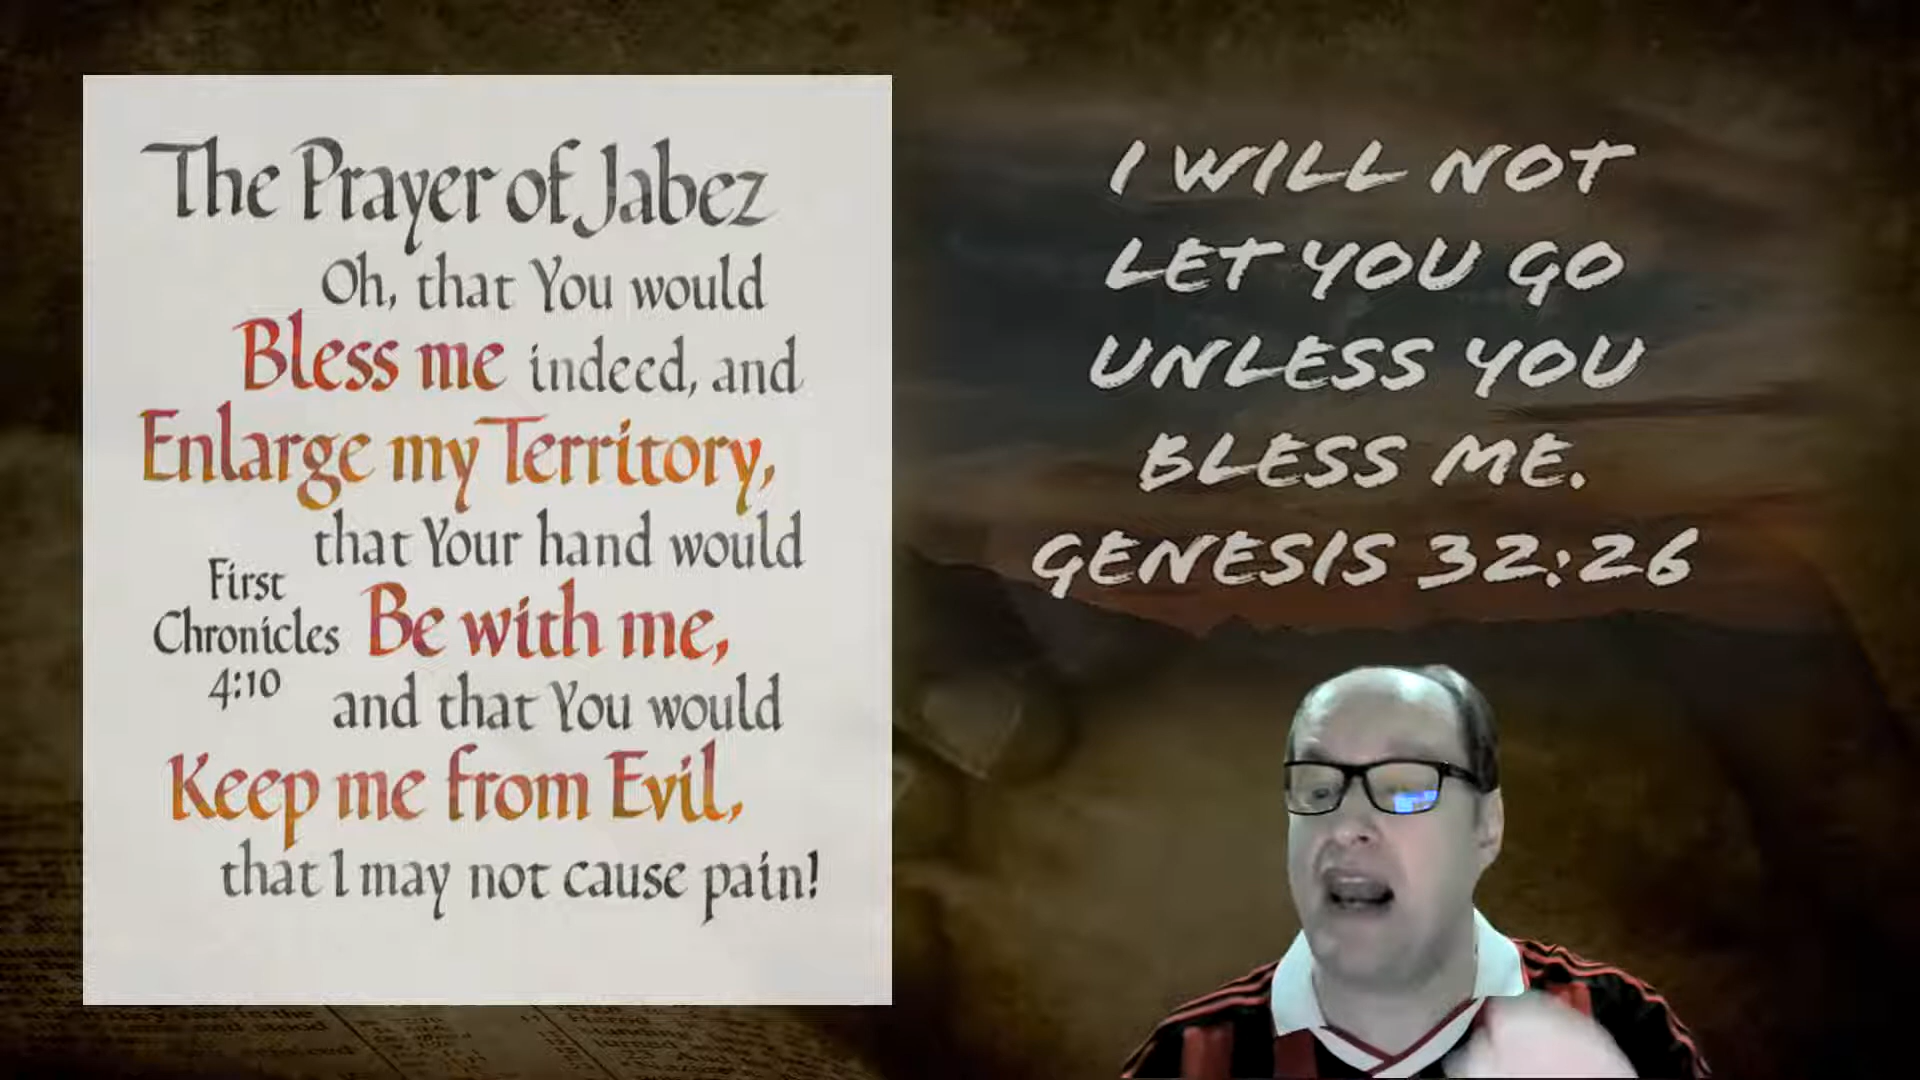 The Prayer of Jabez
Oh, that You would
Bless me indeed, and
Enlarge my Territory,
that Your hand would
First
Chronicles
4:10
Be with me,
and that You would
Keep me from Evil,
that I may not cause pain!
I WILL NOT
LET YOU GO
UNLESS YOU
BLESS ME.
GENESIS 32:26